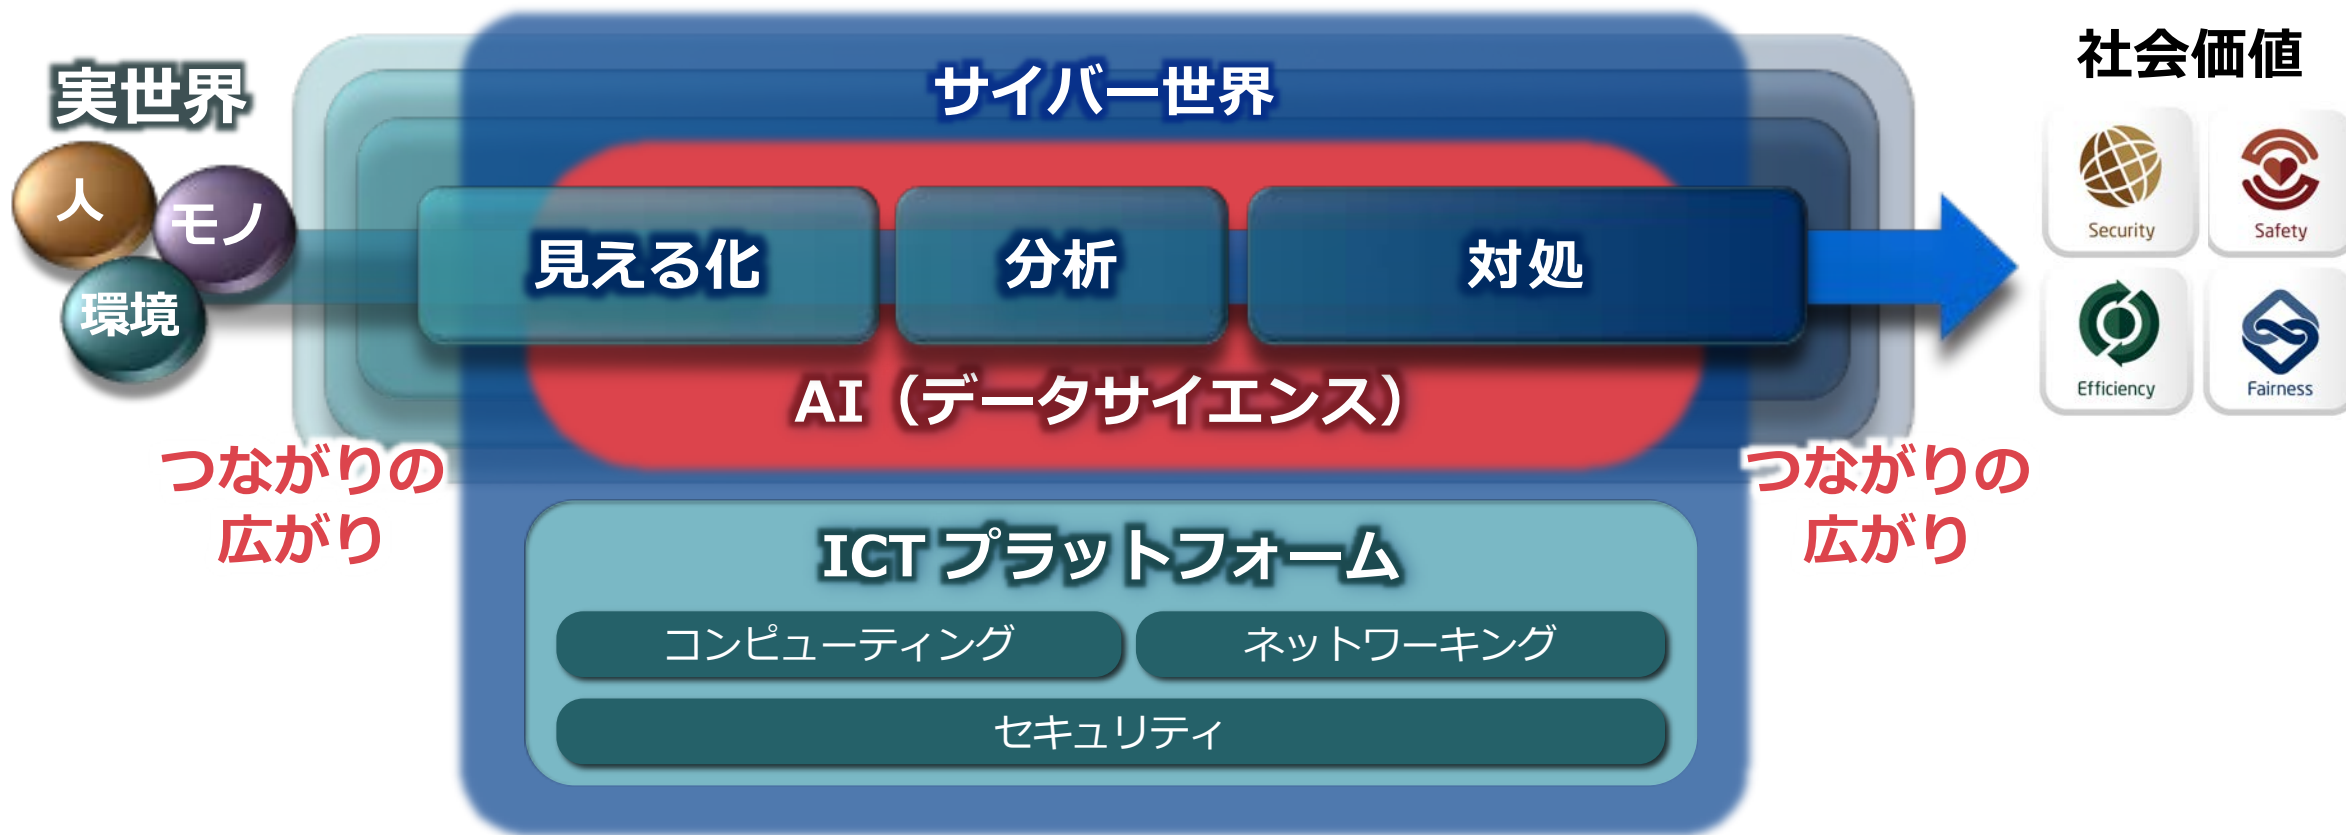 実世界
人
モノ
環境
つながりの
広がり
サイバー世界
見える化
分析
対処
AI（データサイエンス）
ICT プラットフォーム
コンピューティング
ネットワーキング
セキュリティ
つながりの
広がり
社会価値
Security
Safety
Efficiency
Fairness